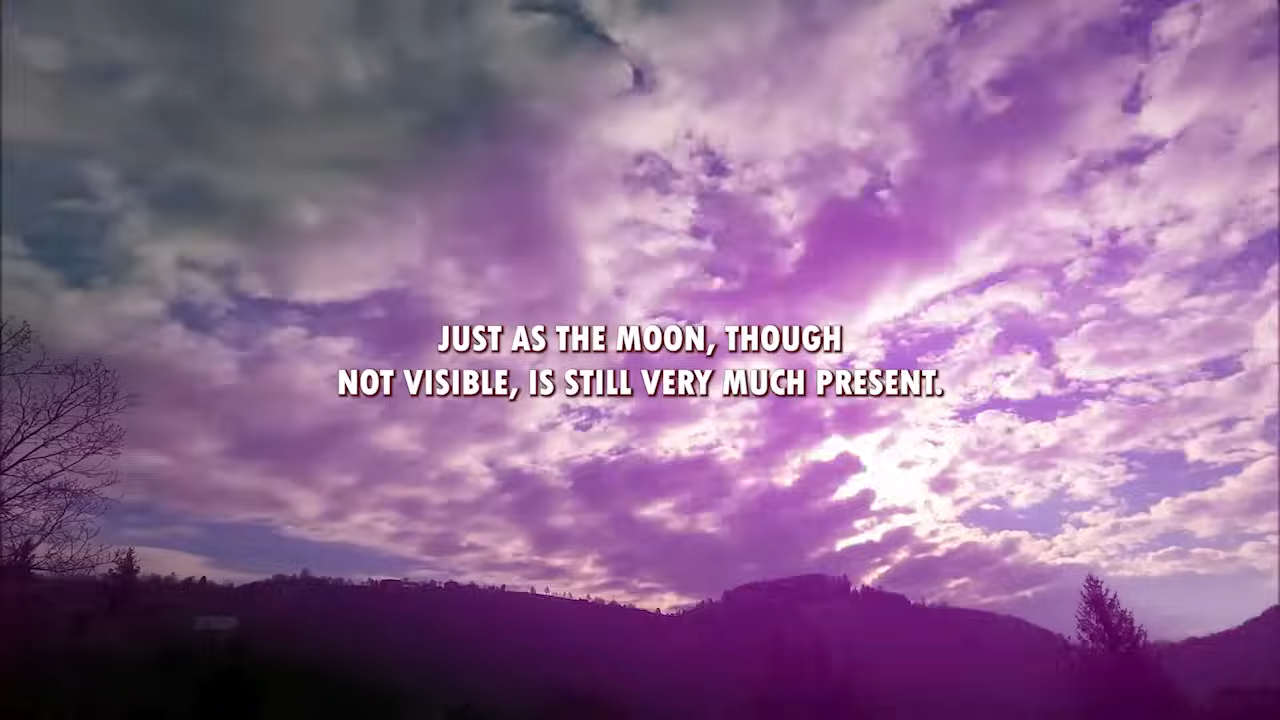 JUST AS THE MOON, THOUGH
NOT VISIBLE, IS STILL VERY MUCH PRESENT.